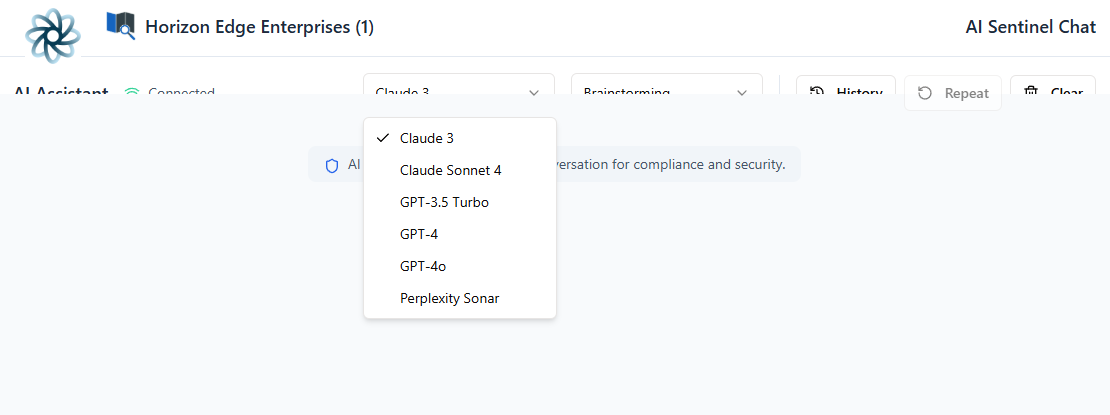 Horizon Edge Enterprises (1)
AI Sentinel Chat
AI Assistant
Connected
Claude 3
Brainstorming
History
Repeat
Clear
Claude 3
Claude Sonnet 4
GPT-3.5 Turbo
GPT-4
GPT-4o
Perplexity Sonar
AI
versation for compliance and security.